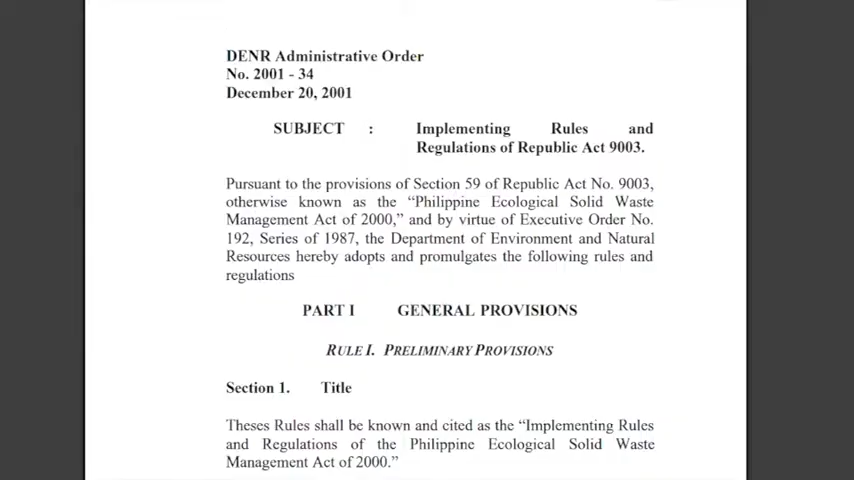 DENR Administrative Order
No. 2001 - 34
December 20, 2001
SUBJECT : Implementing Rules and
Regulations of Republic Act 9003.
Pursuant to the provisions of Section 59 of Republic Act No. 9003,
otherwise known as the “Philippine Ecological Solid Waste
Management Act of 2000,” and by virtue of Executive Order No.
192, Series of 1987, the Department of Environment and Natural
Resources hereby adopts and promulgates the following rules and
regulations
PART I GENERAL PROVISIONS
RULE I. PRELIMINARY PROVISIONS
Section 1. Title
Theses Rules shall be known and cited as the “Implementing Rules
and Regulations of the Philippine Ecological Solid Waste
Management Act of 2000.”